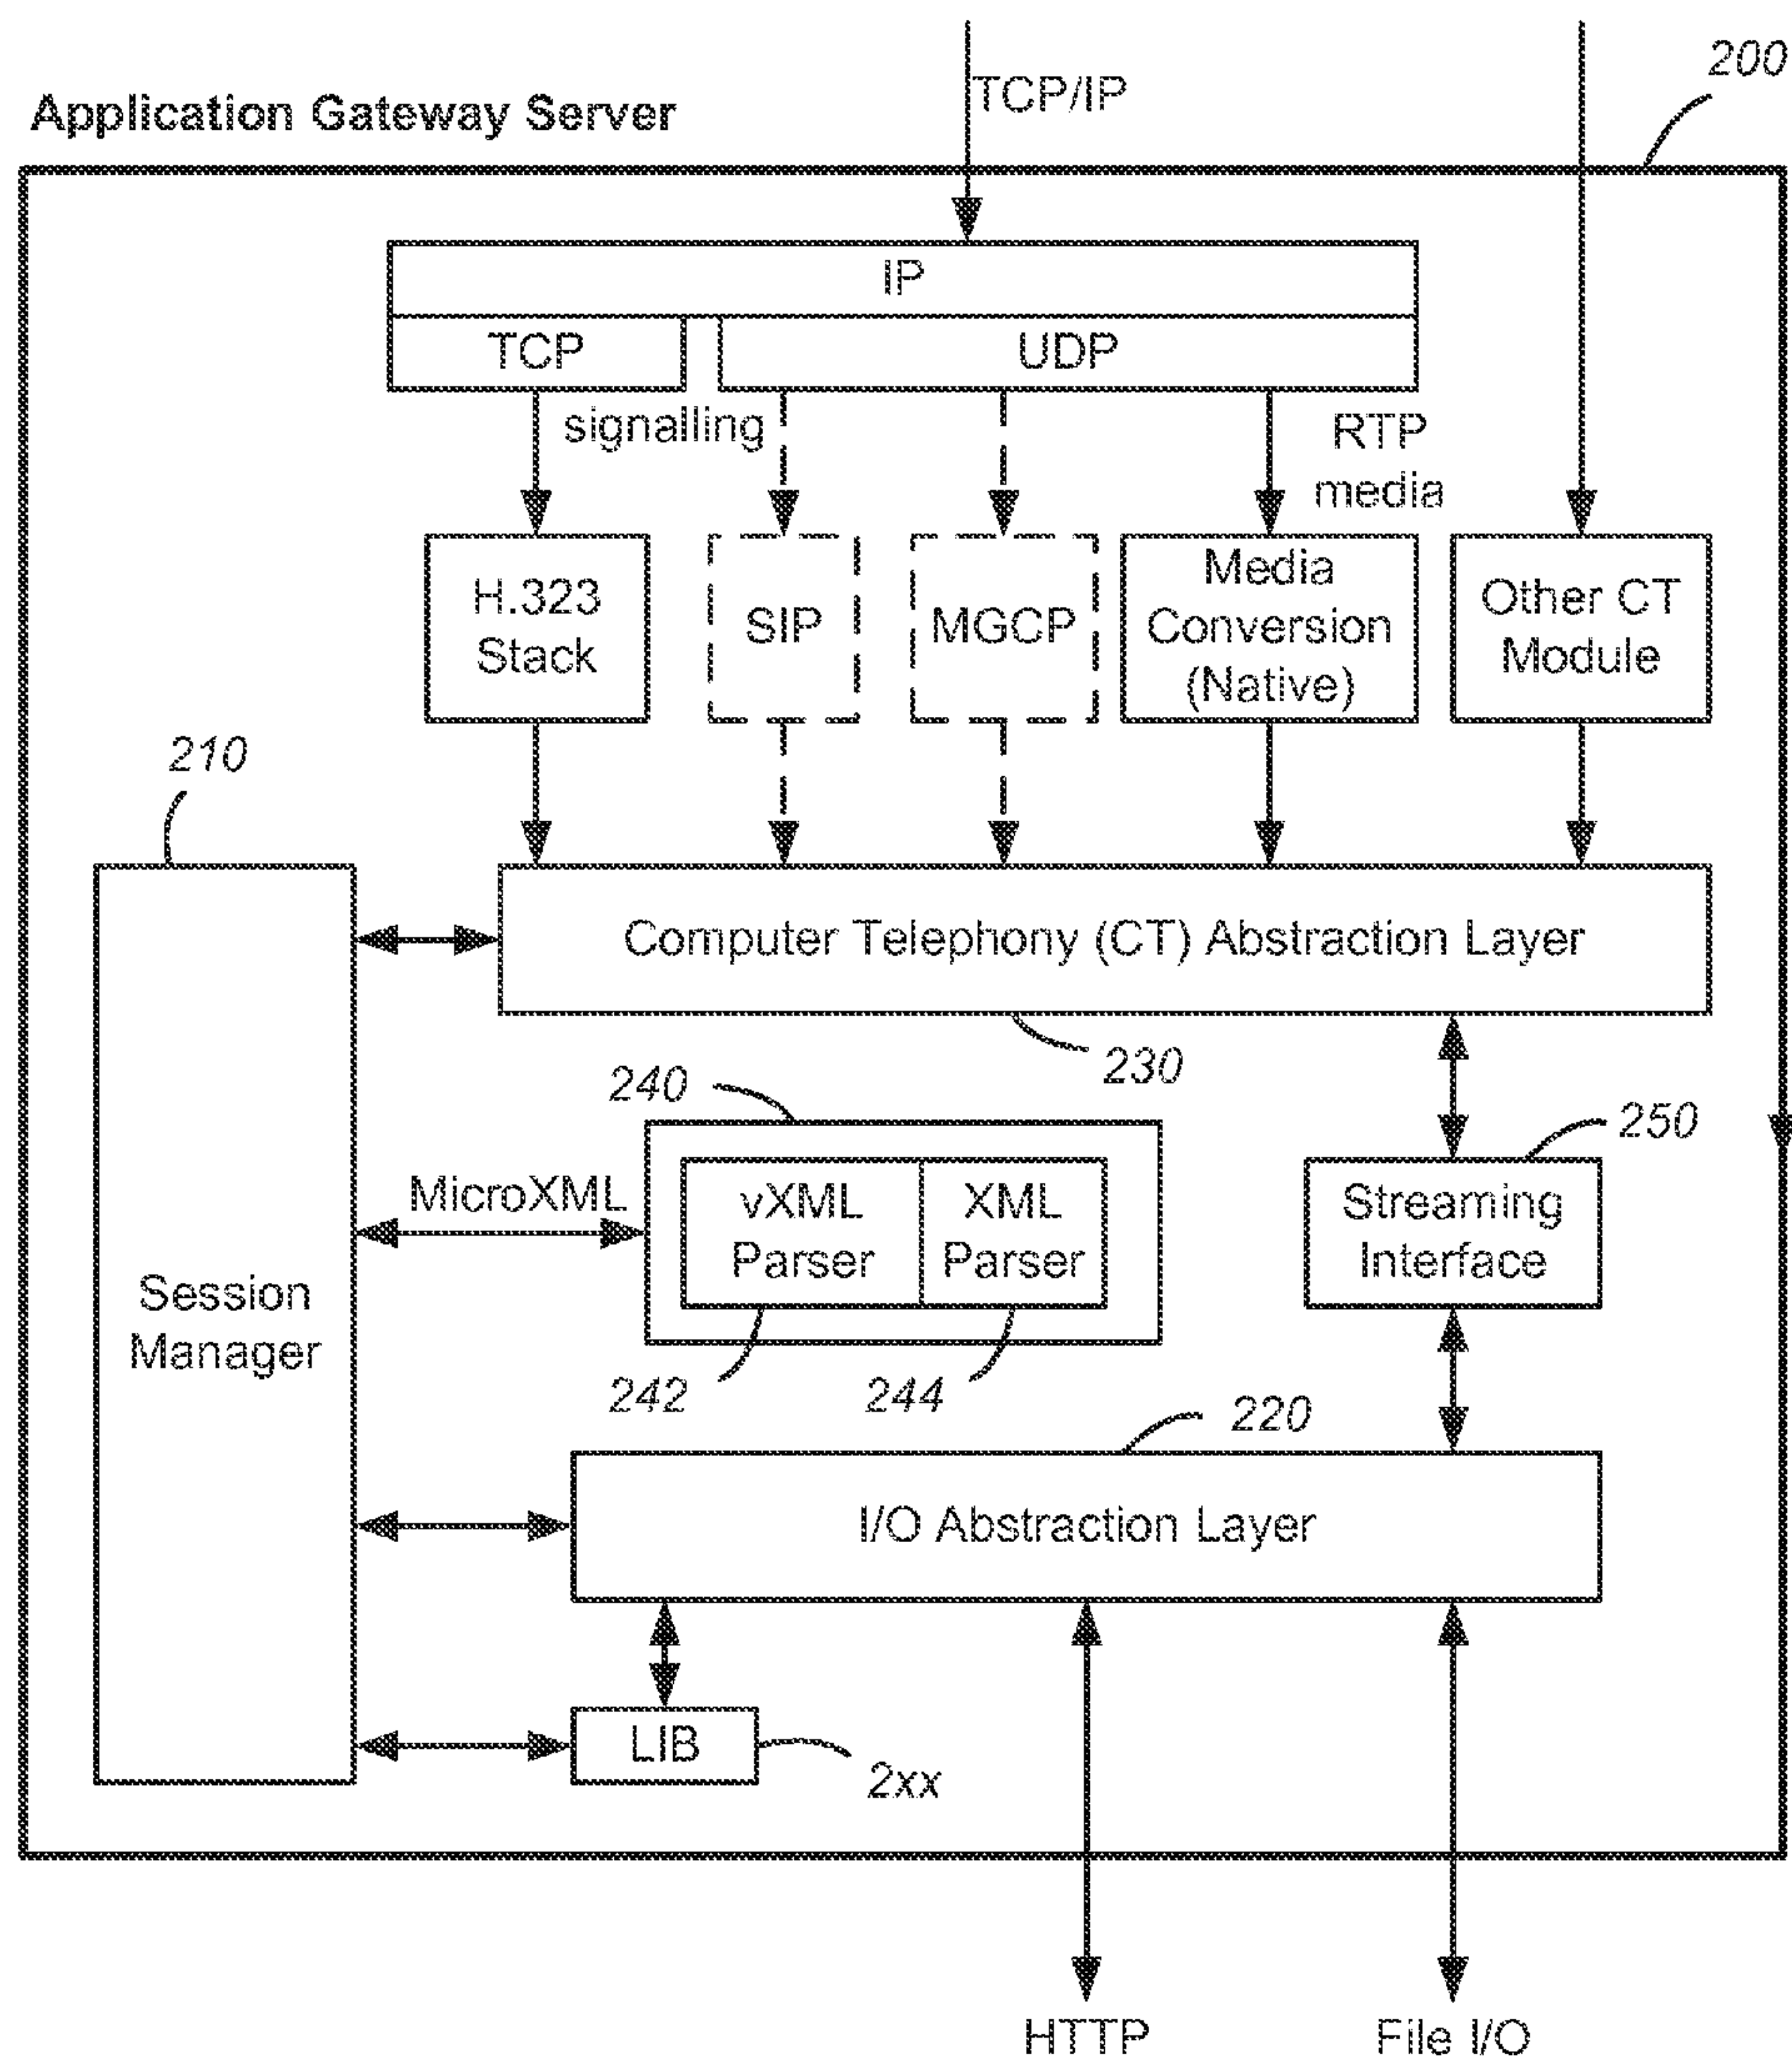 200
TCP/IP
Application Gateway Server
IP
TCP
UDP
signalling
RTP
media
H.323
Stack
SIP
MGCP
Media
Conversion
(Native)
Other CT
Module
210
Computer Telephony (CT) Abstraction Layer
230
240
250
MicroXML
vXML
Parser
XML
Parser
Streaming
Interface
Session
Manager
242
244
220
I/O Abstraction Layer
LIB
2xx
HTTP
File I/O